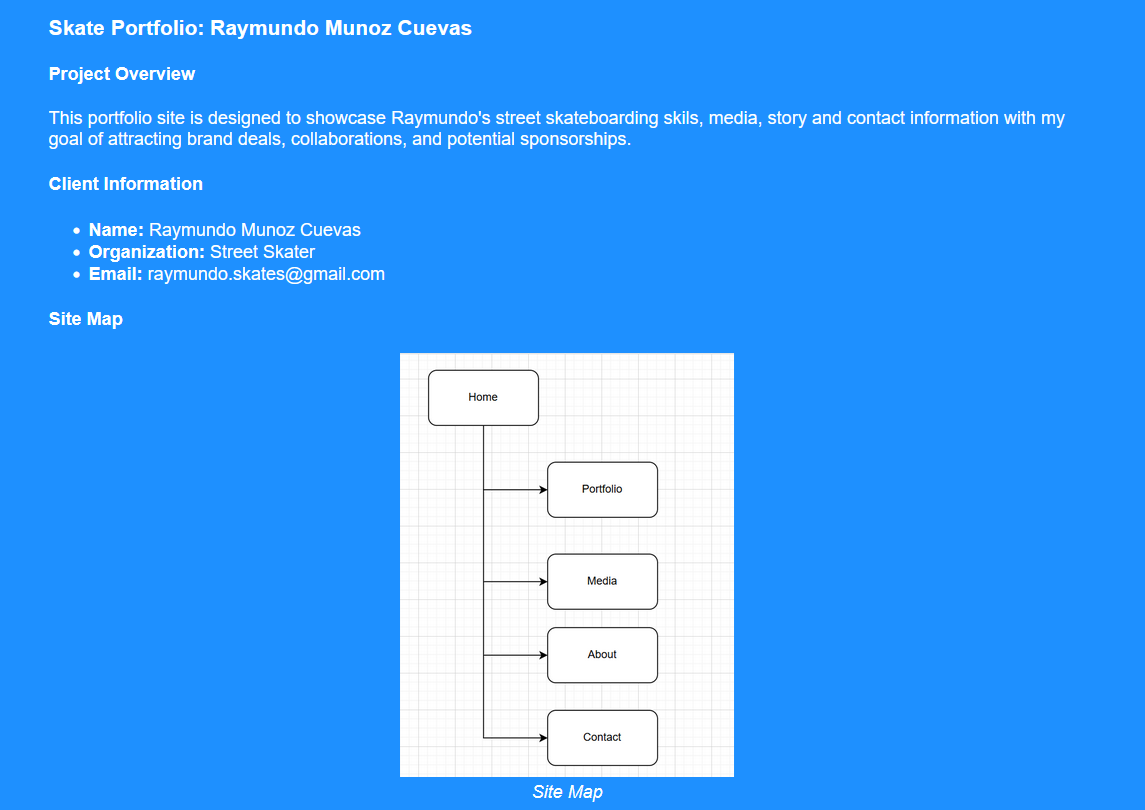 Skate Portfolio: Raymundo Munoz Cuevas
Project Overview
This portfolio site is designed to showcase Raymundo's street skateboarding skils, media, story and contact information with my
goal of attracting brand deals, collaborations, and potential sponsorships.
Client Information
Name: Raymundo Munoz Cuevas
Organization: Street Skater
Email: raymundo.skates@gmail.com
Site Map
Home
Portfolio
Media
About
Contact
Site Map